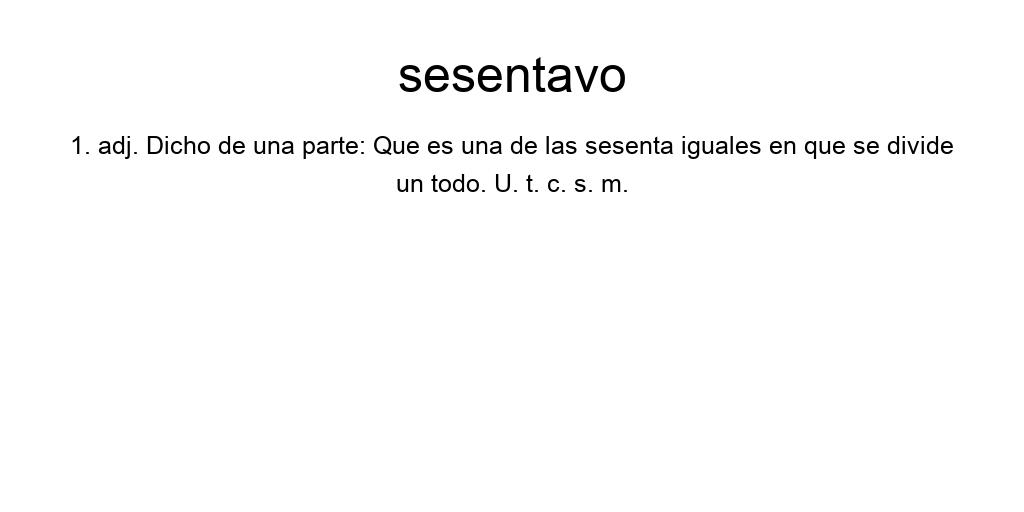 sesentavo
1. adj. Dicho de una parte: Que es una de las sesenta iguales en que se divide
un todo. U. t. c. s. m.